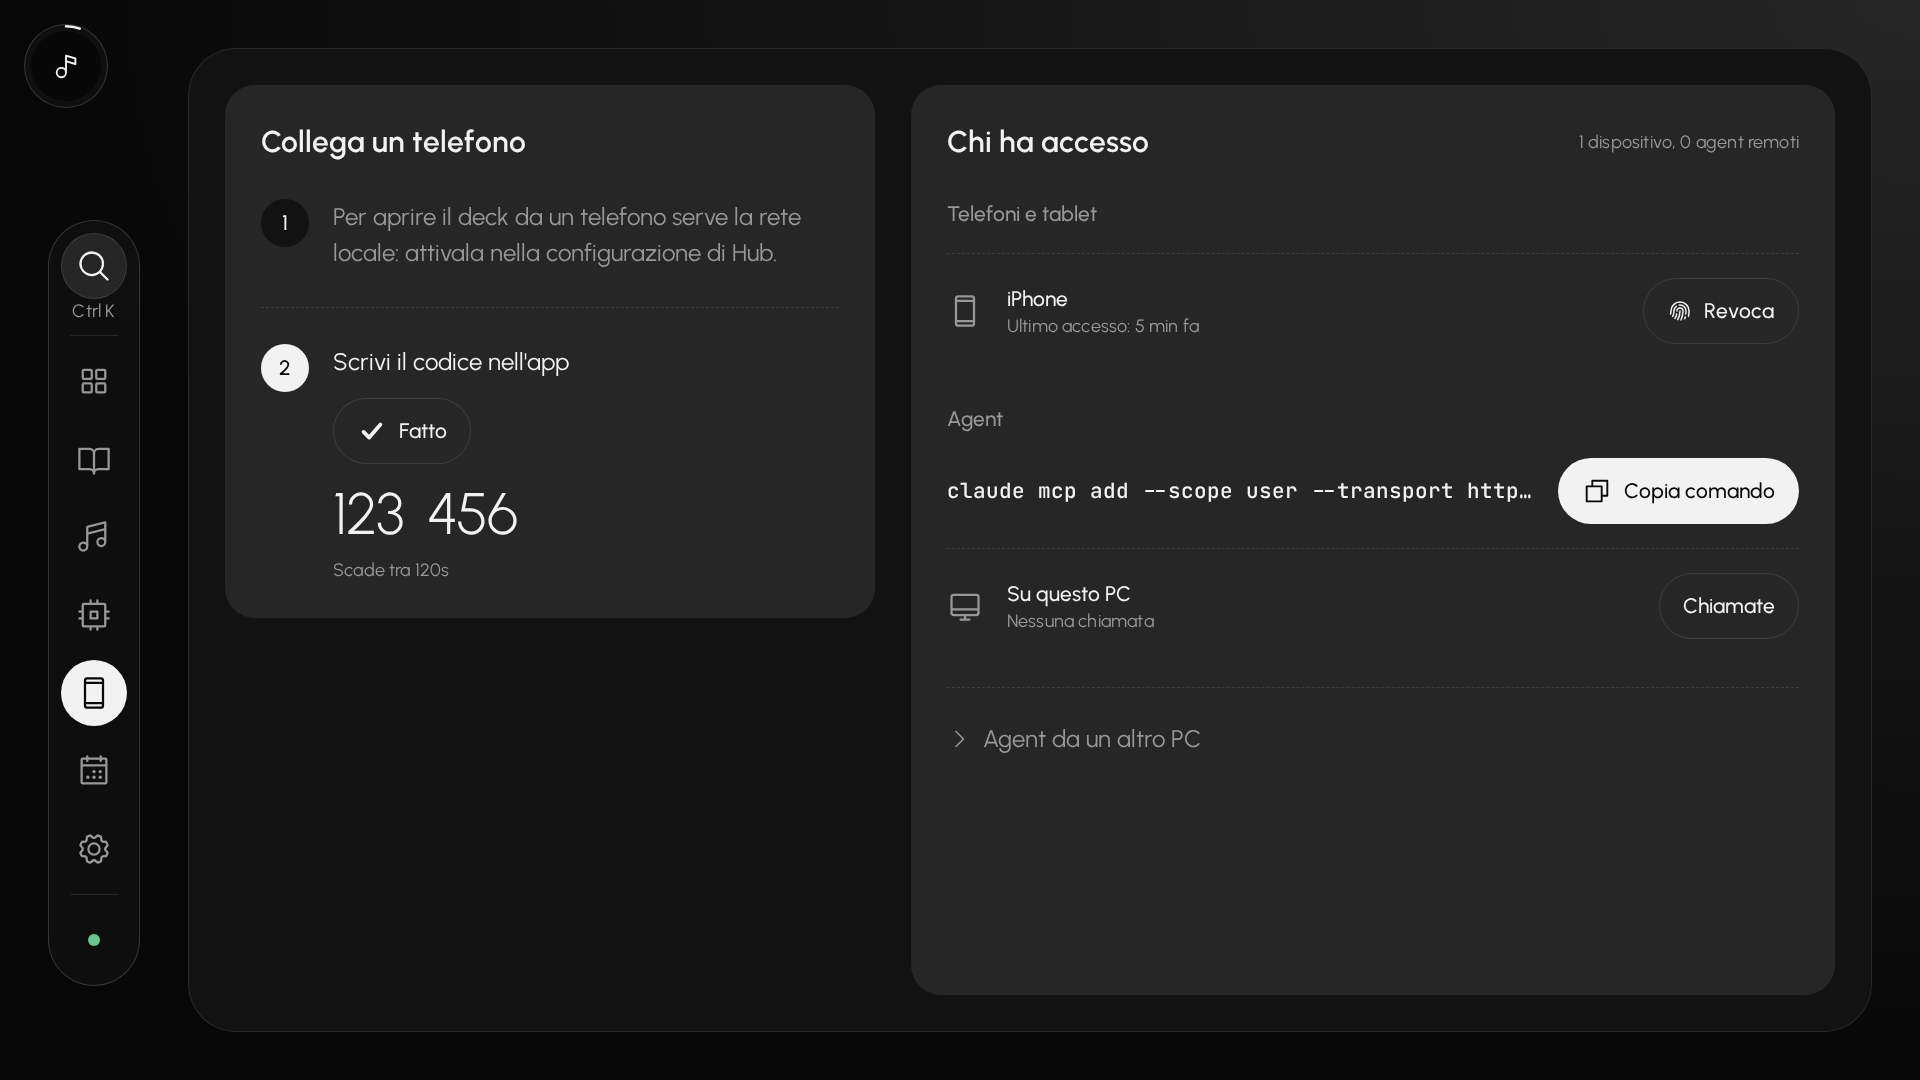 Ctrl K
Collega un telefono
1
Per aprire il deck da un telefono serve la rete
locale: attivala nella configurazione di Hub.
2
Scrivi il codice nell'app
Fatto
123 456
Scade tra 120s
Chi ha accesso
1 dispositivo, 0 agent remoti
Telefoni e tablet
iPhone
Ultimo accesso: 5 min fa
Revoca
Agent
claude mcp add --scope user --transport http…
Copia comando
Su questo PC
Nessuna chiamata
Chiamate
Agent da un altro PC